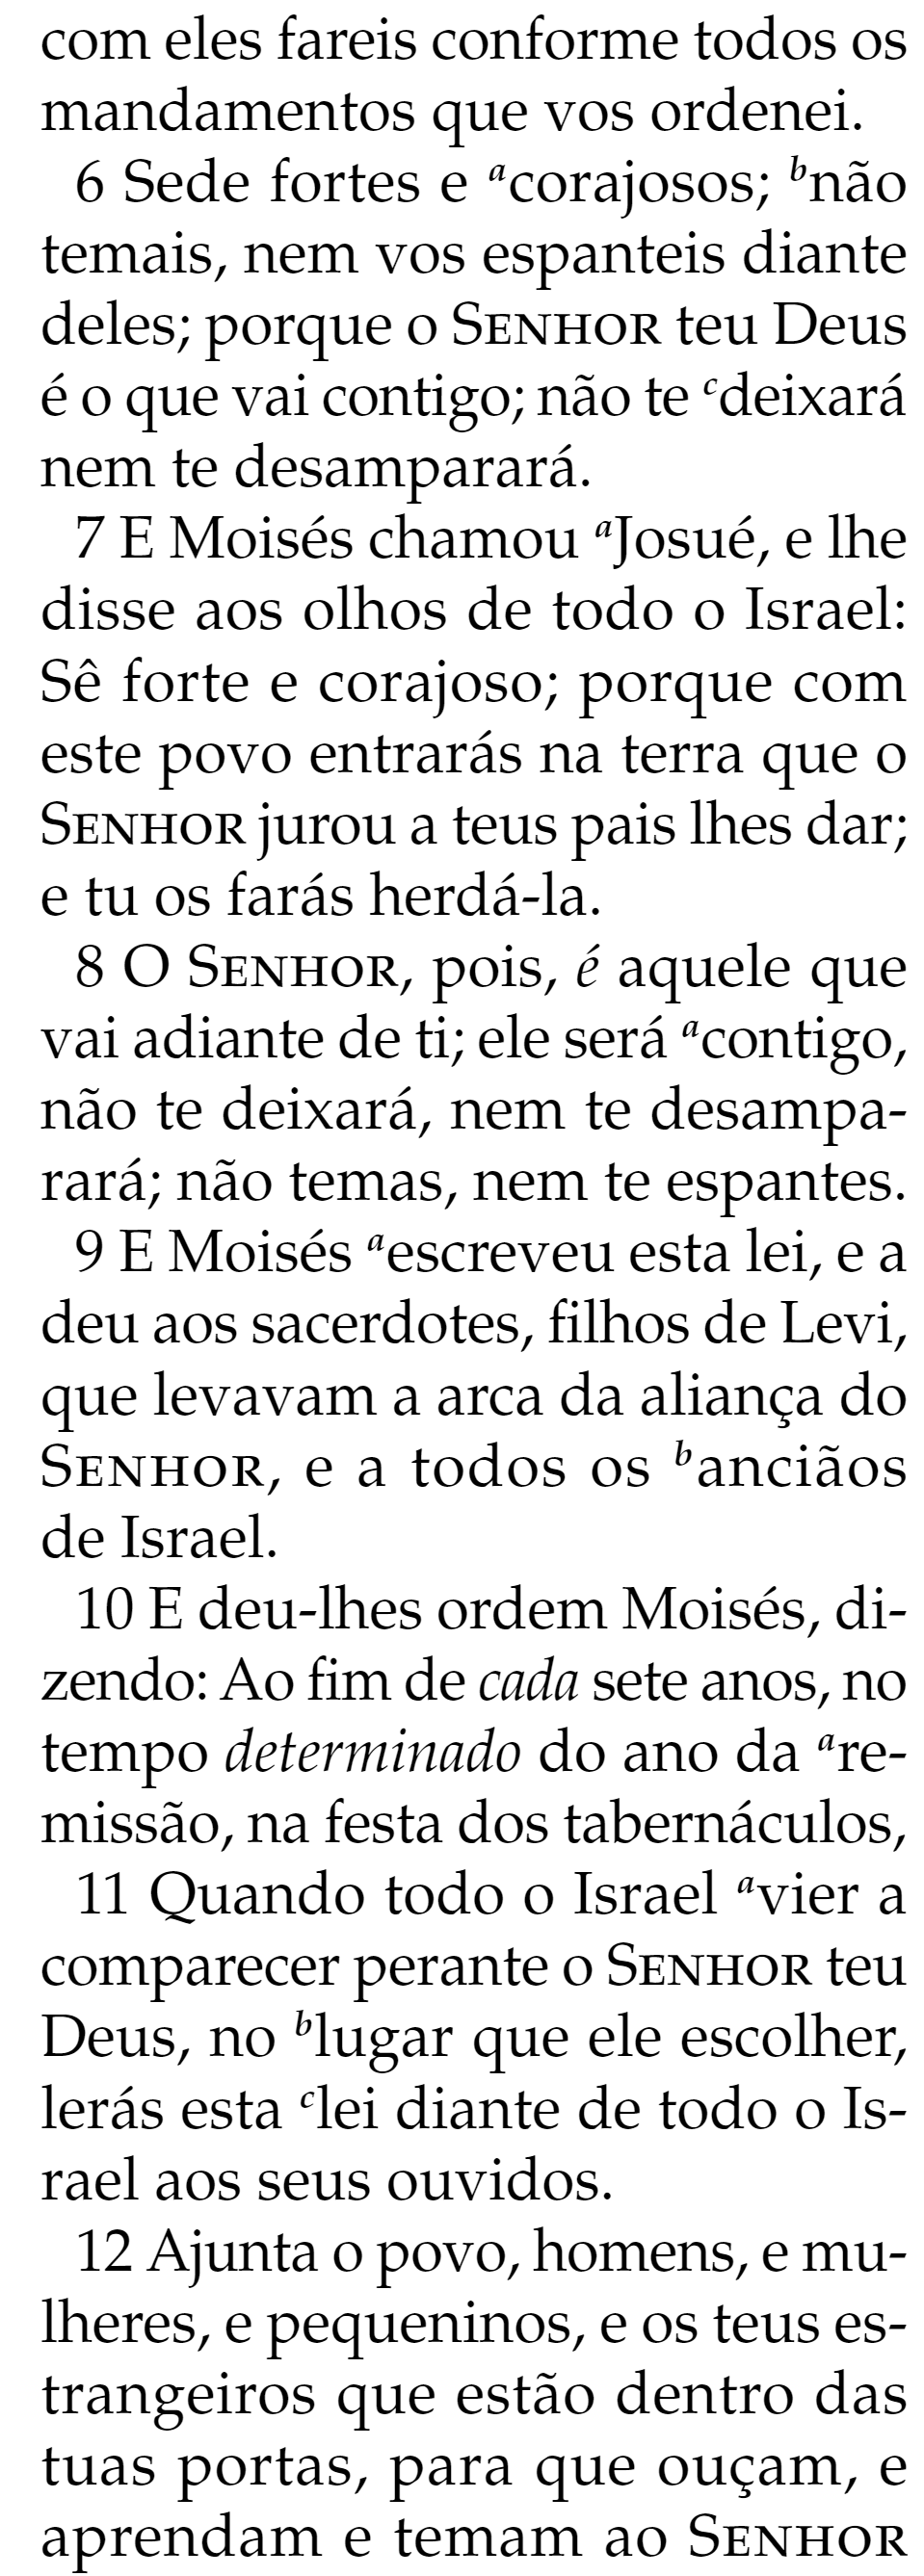 com eles fareis conforme todos os
mandamentos que vos ordenei.
6 Sede fortes e ᵃcorajosos; ᵇnão
temais, nem vos espanteis diante
deles; porque o SENHOR teu Deus
é o que vai contigo; não te ᶜdeixará
nem te desamparará.
7 E Moisés chamou ᵃJosué, e lhe
disse aos olhos de todo o Israel:
Sê forte e corajoso; porque com
este povo entrarás na terra que o
SENHOR jurou a teus pais lhes dar;
e tu os farás herdá-la.
8 O SENHOR, pois, é aquele que
vai adiante de ti; ele será ᵃcontigo,
não te deixará, nem te desampa-
rará; não temas, nem te espantes.
9 E Moisés ᵃescreveu esta lei, e a
deu aos sacerdotes, filhos de Levi,
que levavam a arca da aliança do
SENHOR, e a todos os ᵇanciãos
de Israel.
10 E deu-lhes ordem Moisés, di-
zendo: Ao fim de cada sete anos, no
tempo determinado do ano da ᵃre-
missão, na festa dos tabernáculos,
11 Quando todo o Israel ᵃvier a
comparecer perante o SENHOR teu
Deus, no ᵇlugar que ele escolher,
lerás esta ᶜlei diante de todo o Is-
rael aos seus ouvidos.
12 Ajunta o povo, homens, e mu-
lheres, e pequeninos, e os teus es-
trangeiros que estão dentro das
tuas portas, para que ouçam, e
aprendam e temam ao SENHOR